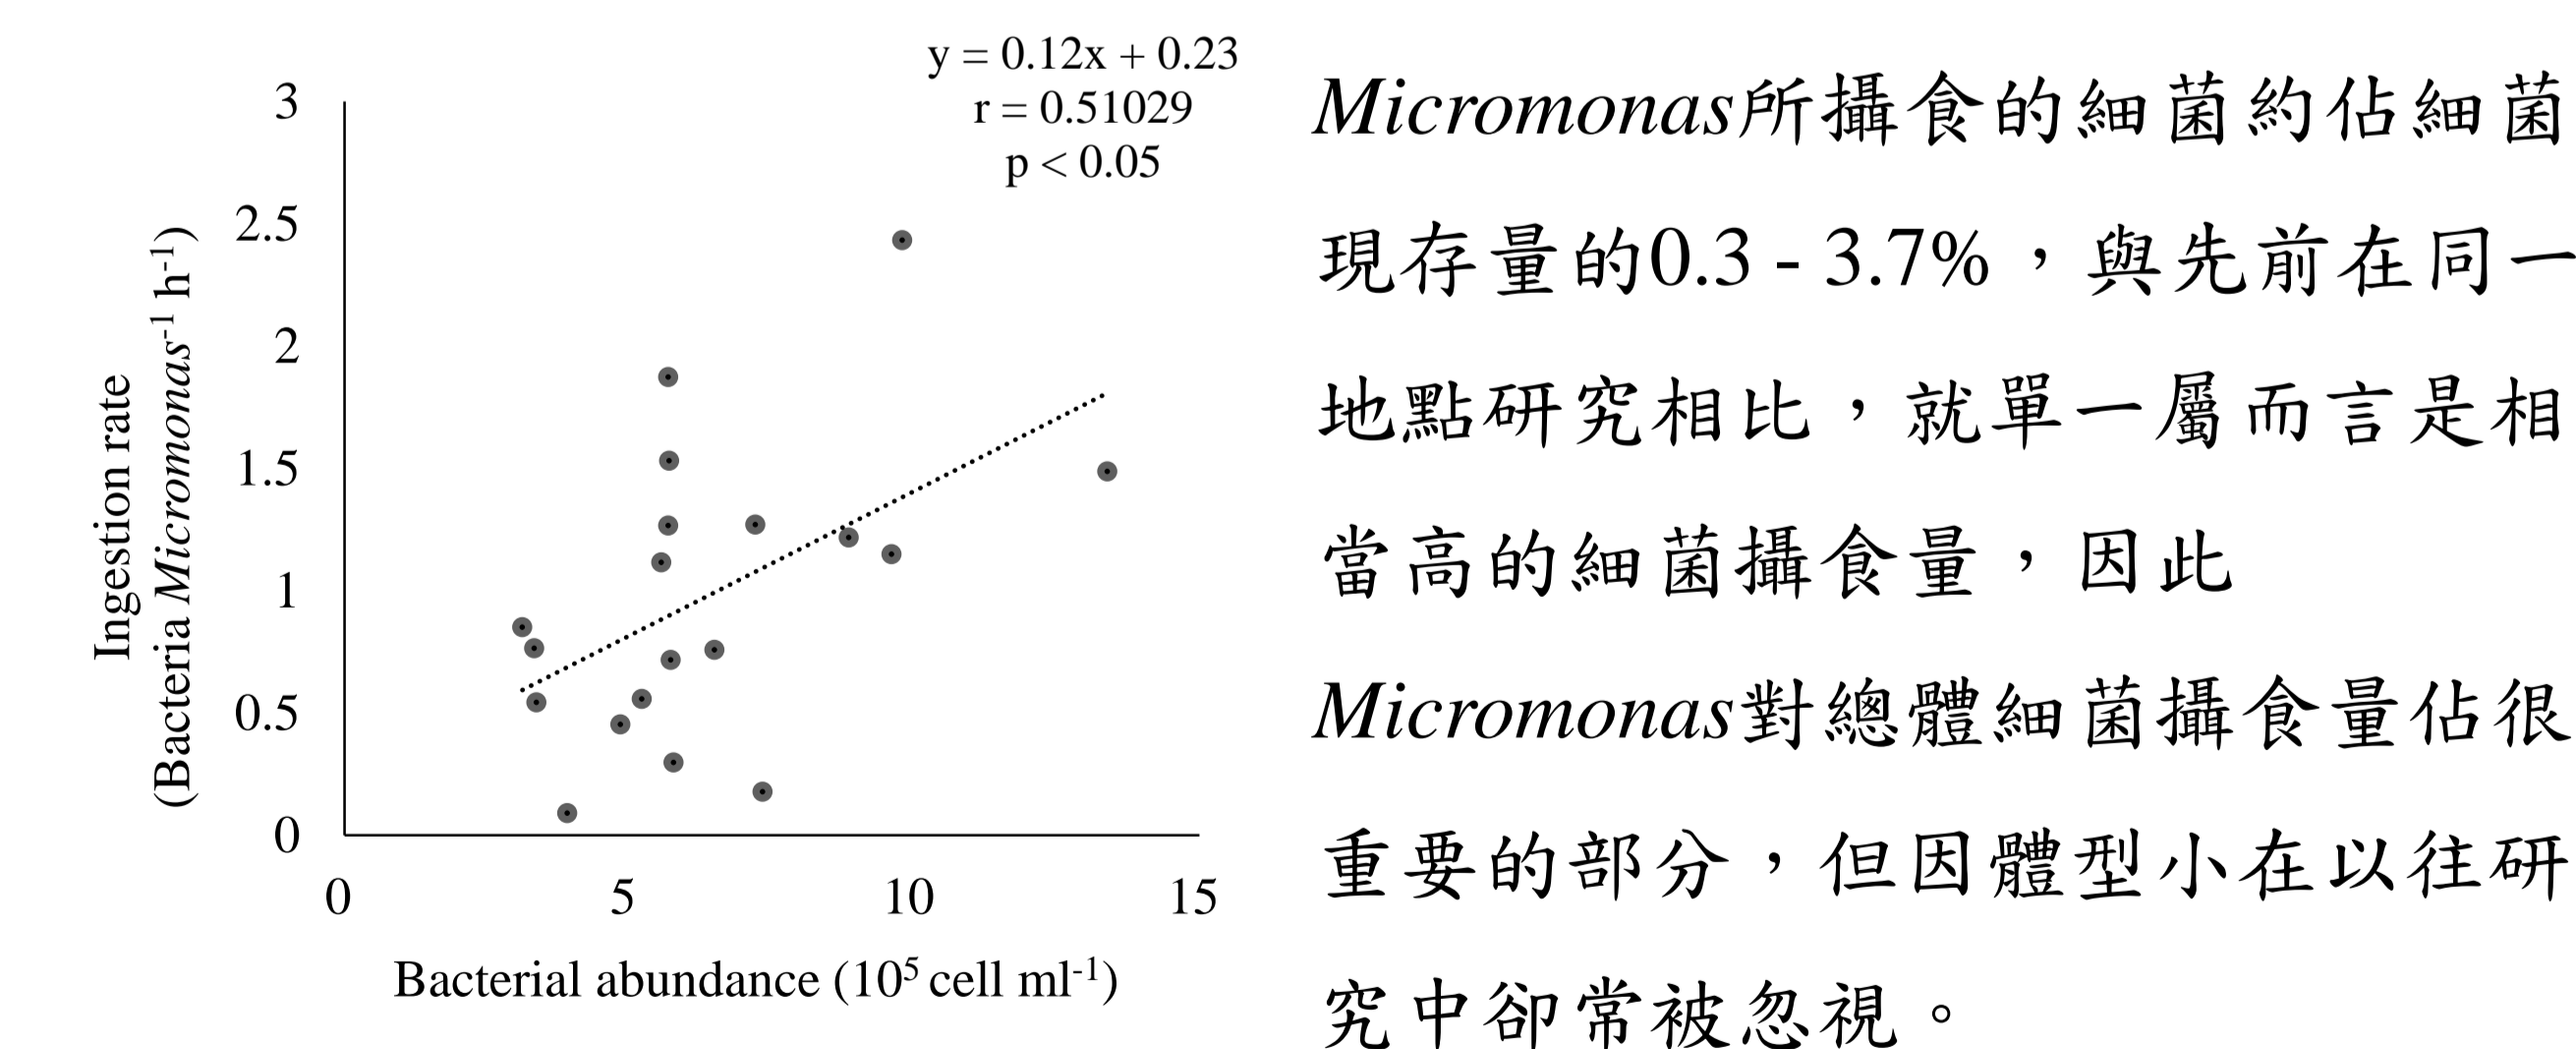 y = 0.12x + 0.23
r = 0.51029
p < 0.05
3
2.5
2
1.5
1
0.5
0
0 5 10 15
Ingestion rate
(Bacteria Micromonas⁻¹ h⁻¹)
Bacterial abundance (10⁵ cell ml⁻¹)
Micromonas所攝食的細菌約佔細菌
現存量的0.3 - 3.7%，與先前在同一
地點研究相比，就單一屬而言是相
當高的細菌攝食量，因此
Micromonas對總體細菌攝食量佔很
重要的部分，但因體型小在以往研
究中卻常被忽視。